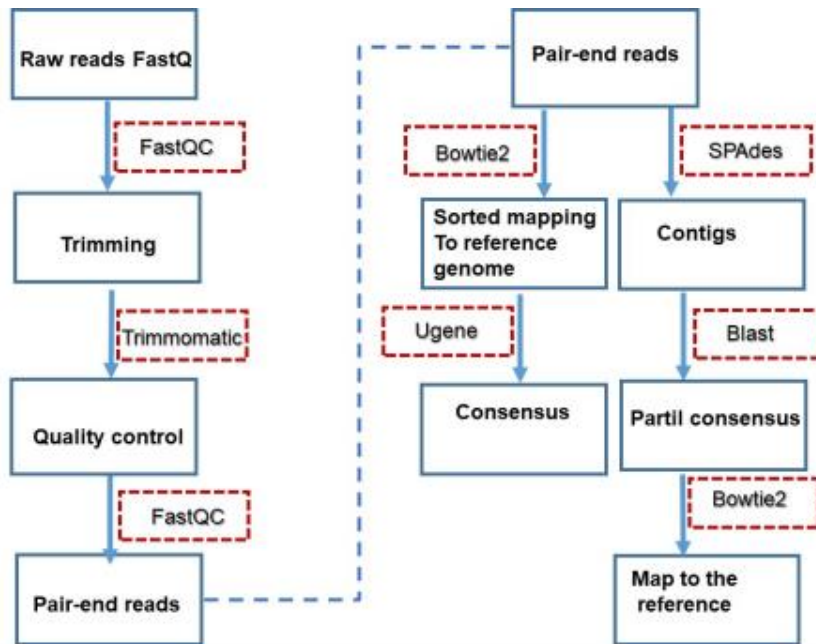 Raw reads FastQ
FastQC
Trimming
Trimmomatic
Quality control
FastQC
Pair-end reads
Pair-end reads
Bowtie2
Sorted mapping
To reference
genome
Ugene
Consensus
SPAdes
Contigs
Blast
Partil consensus
Bowtie2
Map to the
reference